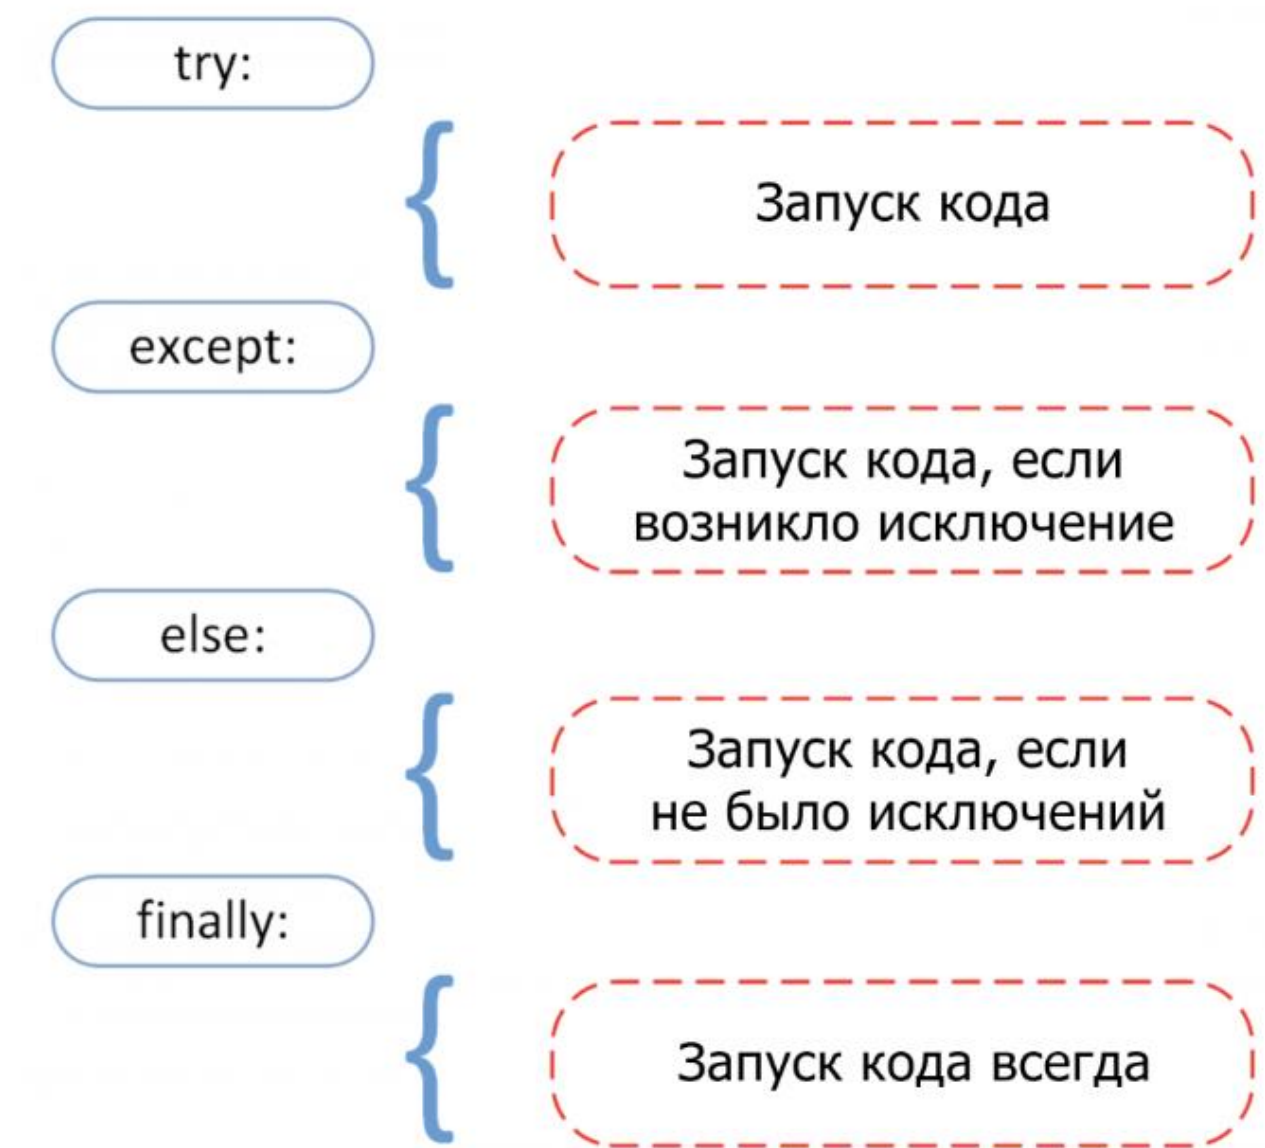 try:
Запуск кода
except:
Запуск кода, если
возникло исключение
else:
Запуск кода, если
не было исключений
finally:
Запуск кода всегда